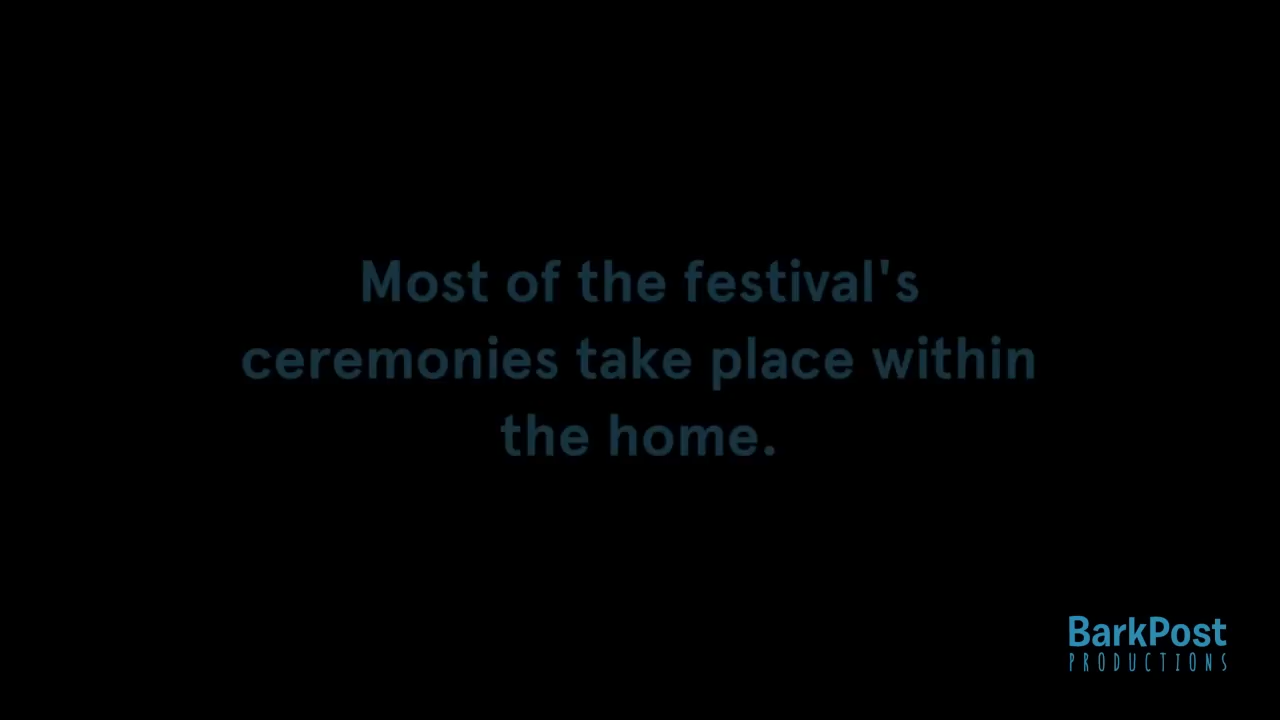 Most of the festival's
ceremonies take place within
the home.
BarkPost
PRODUCTIONS